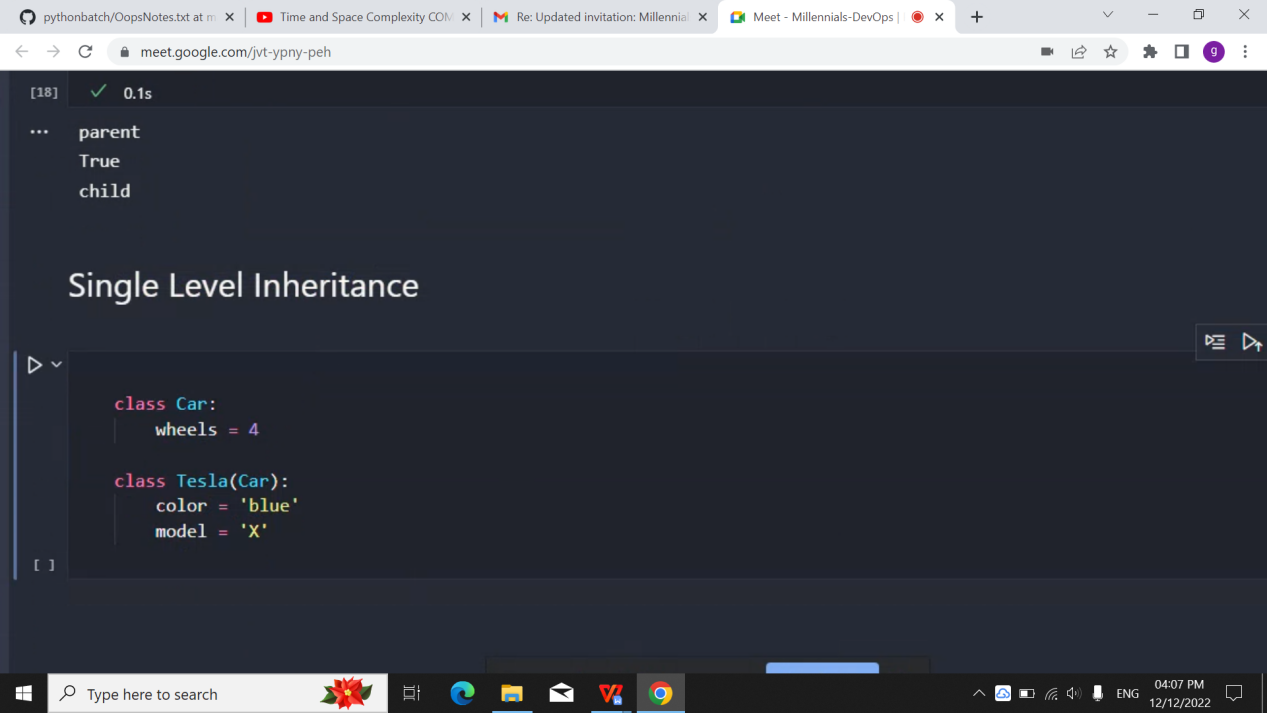 pythonbatch/OopsNotes.txt at m
Time and Space Complexity COM
Re: Updated invitation: Millennial
Meet - Millennials-DevOps |
meet.google.com/jvt-ypny-peh
g
[18] 0.1s
... parent
True
child
Single Level Inheritance
class Car:
wheels = 4
class Tesla(Car):
color = 'blue'
model = 'X'
[ ]
Type here to search
ENG
04:07 PM
12/12/2022